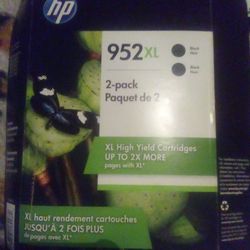 hp
952XL
Black
Noir
Black
Noir
2-pack
Paquet de 2
XL High Yield Cartridges
UP TO 2X MORE
pages with XL*
XL haut rendement cartouches
JUSQU'À 2 FOIS PLUS
de pages avec XL*